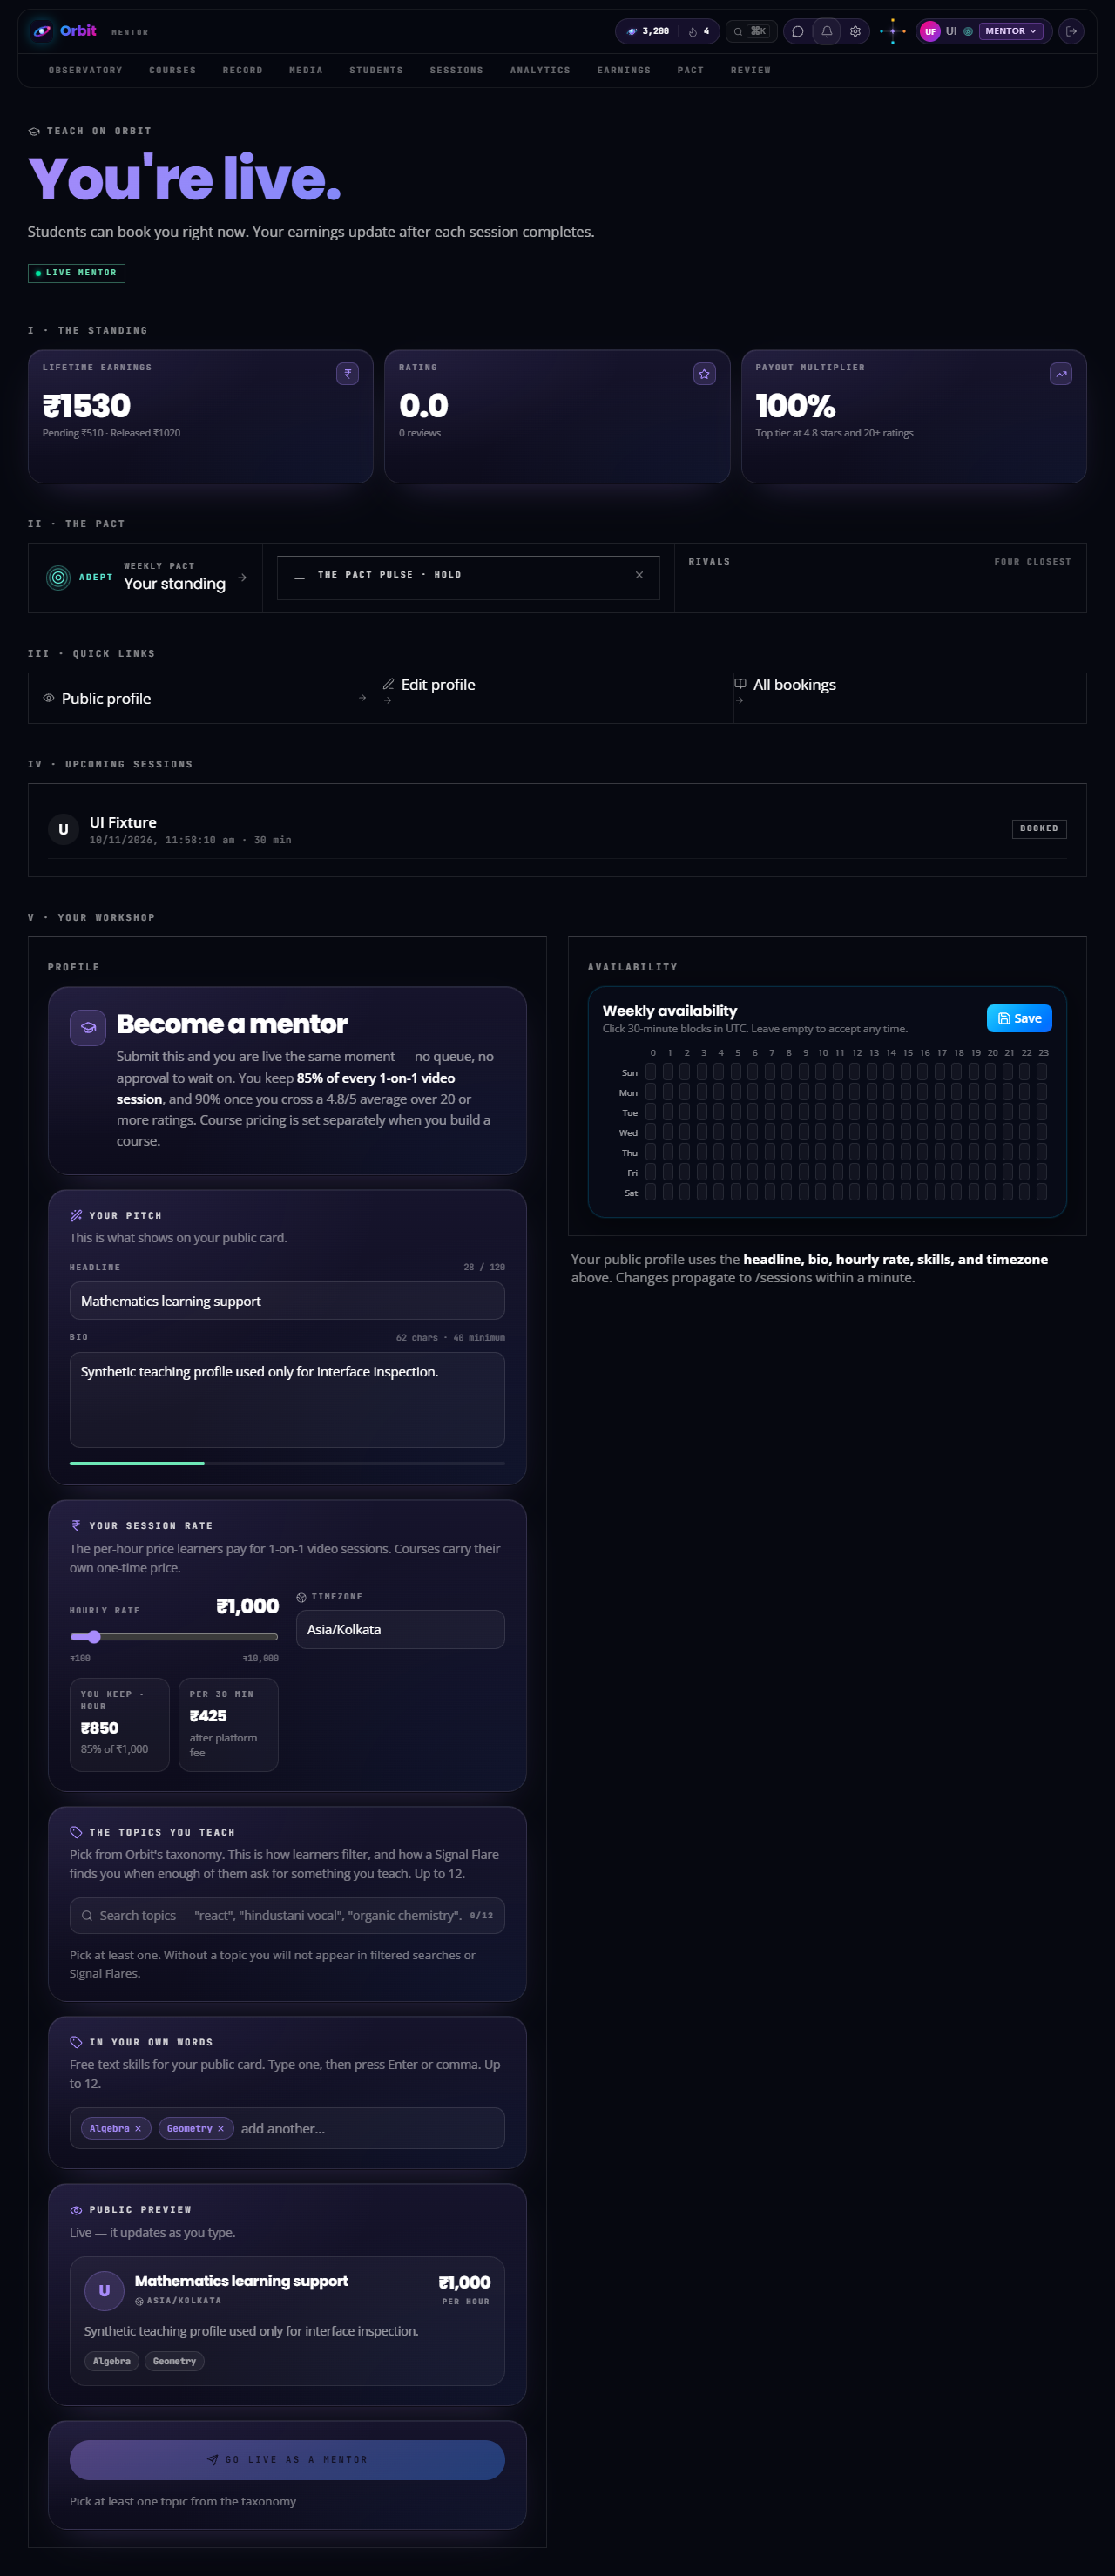 Orbit MENTOR
3,200 4 ⌘K UF UI MENTOR
OBSERVATORY COURSES RECORD MEDIA STUDENTS SESSIONS ANALYTICS EARNINGS PACT REVIEW
TEACH ON ORBIT
You're live.
Students can book you right now. Your earnings update after each session completes.
LIVE MENTOR
I · THE STANDING
LIFETIME EARNINGS
₹1530
Pending ₹510 · Released ₹1020
RATING
0.0
0 reviews
PAYOUT MULTIPLIER
100%
Top tier at 4.8 stars and 20+ ratings
II · THE PACT
ADEPT
WEEKLY PACT
Your standing →
THE PACT PULSE · HOLD
RIVALS FOUR CLOSEST
III · QUICK LINKS
Public profile →
Edit profile
→
All bookings
→
IV · UPCOMING SESSIONS
U
UI Fixture
10/11/2026, 11:58:10 am · 30 min
BOOKED
V · YOUR WORKSHOP
PROFILE
Become a mentor
Submit this and you are live the same moment — no queue, no
approval to wait on. You keep 85% of every 1-on-1 video
session, and 90% once you cross a 4.8/5 average over 20 or
more ratings. Course pricing is set separately when you build a
course.
YOUR PITCH
This is what shows on your public card.
HEADLINE 28 / 120
Mathematics learning support
BIO 62 chars · 40 minimum
Synthetic teaching profile used only for interface inspection.
YOUR SESSION RATE
The per-hour price learners pay for 1-on-1 video sessions. Courses carry their
own one-time price.
HOURLY RATE ₹1,000
₹100 ₹10,000
TIMEZONE
Asia/Kolkata
YOU KEEP ·
HOUR
₹850
85% of ₹1,000
PER 30 MIN
₹425
after platform
fee
THE TOPICS YOU TEACH
Pick from Orbit's taxonomy. This is how learners filter, and how a Signal Flare
finds you when enough of them ask for something you teach. Up to 12.
Search topics — "react", "hindustani vocal", "organic chemistry".. 0/12
Pick at least one. Without a topic you will not appear in filtered searches or
Signal Flares.
IN YOUR OWN WORDS
Free-text skills for your public card. Type one, then press Enter or comma. Up
to 12.
Algebra × Geometry × add another...
PUBLIC PREVIEW
Live — it updates as you type.
U
Mathematics learning support
ASIA/KOLKATA
₹1,000
PER HOUR
Synthetic teaching profile used only for interface inspection.
Algebra Geometry
GO LIVE AS A MENTOR
Pick at least one topic from the taxonomy
AVAILABILITY
Weekly availability
Click 30-minute blocks in UTC. Leave empty to accept any time.
Save
0 1 2 3 4 5 6 7 8 9 10 11 12 13 14 15 16 17 18 19 20 21 22 23
Sun
Mon
Tue
Wed
Thu
Fri
Sat
Your public profile uses the headline, bio, hourly rate, skills, and timezone
above. Changes propagate to /sessions within a minute.